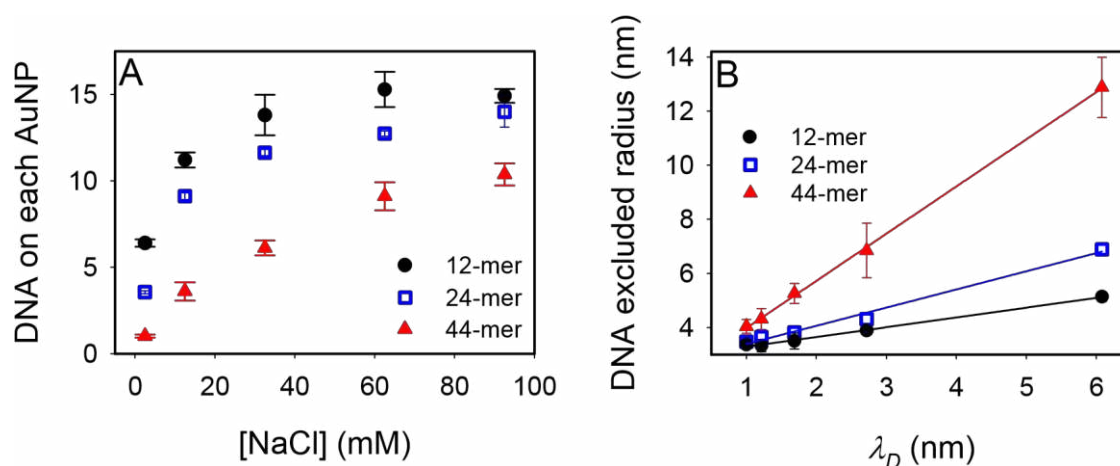 A
DNA on each AuNP
15
10
5
0
12-mer
24-mer
44-mer
0 20 40 60 80 100
[NaCl] (mM)
B
DNA excluded radius (nm)
14
12
10
8
6
4
12-mer
24-mer
44-mer
1 2 3 4 5 6
λD (nm)